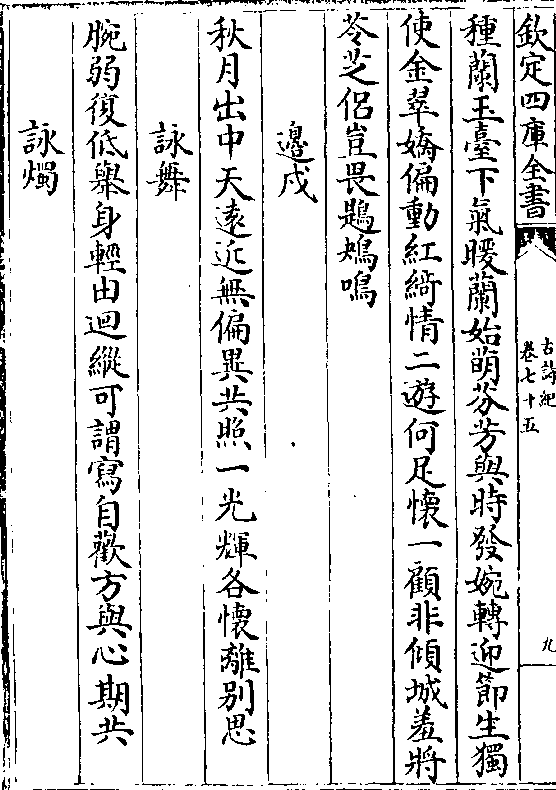 欽定四庫全書
古詩紀
卷七十五
九
種蘭玉臺下氣暖蘭始萌芬芳與時發婉轉迎節生獨
使金翠嬌偏動紅綺情二遊何足懷一顧非傾城羞將
苓芝侶豈畏鶗鴂鳴
邊戍
秋月出中天遠近無偏異共照一光輝各懷離别思
詠舞
腕弱復低舉身輕由迴縱可謂寫自歡方與心期共
詠燭